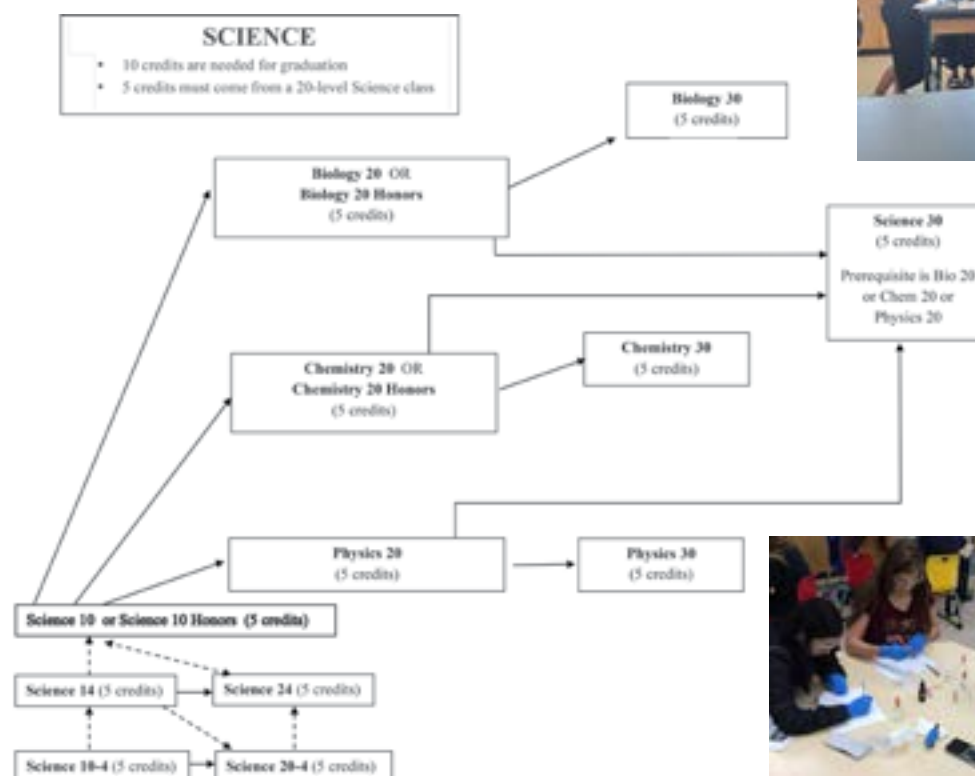 SCIENCE
• 10 credits are needed for graduation
• 5 credits must come from a 20-level Science class
Biology 30
(5 credits)
Biology 20 OR
Biology 20 Honors
(5 credits)
Science 30
(5 credits)
Prerequisite is Bio 20
or Chem 20 or
Physics 20
Chemistry 30
(5 credits)
Chemistry 20 OR
Chemistry 20 Honors
(5 credits)
Physics 20
(5 credits)
Physics 30
(5 credits)
Science 10 or Science 10 Honors (5 credits)
Science 14 (5 credits)
Science 24 (5 credits)
Science 10-4 (5 credits)
Science 20-4 (5 credits)